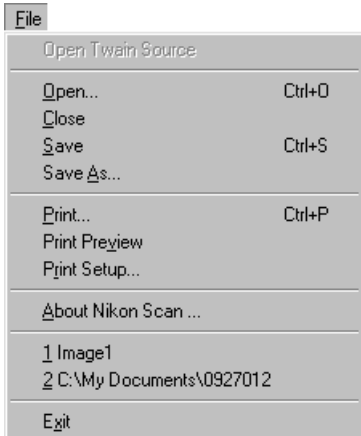 File
Open Twain Source
Open... Ctrl+O
Close
Save Ctrl+S
Save As...
Print... Ctrl+P
Print Preview
Print Setup...
About Nikon Scan ...
1 Image1
2 C:\My Documents\0927012
Exit